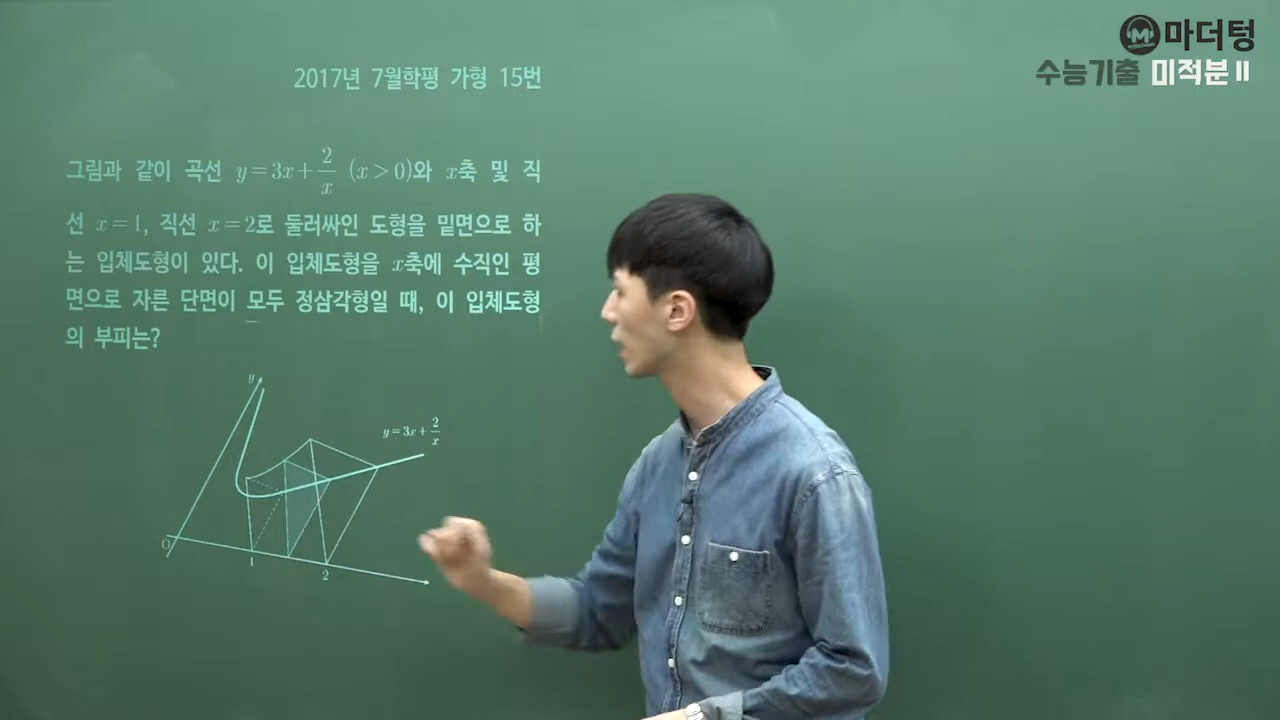 마더텅
수능기출 미적분 II
2017년 7월학평 가형 15번
그림과 같이 곡선 y=3x+2/x (x>0)와 x축 및 직
선 x=1, 직선 x=2로 둘러싸인 도형을 밑면으로 하
는 입체도형이 있다. 이 입체도형을 x축에 수직인 평
면으로 자른 단면이 모두 정삼각형일 때, 이 입체도형
의 부피는?
y
y=3x+2/x
0
1
2